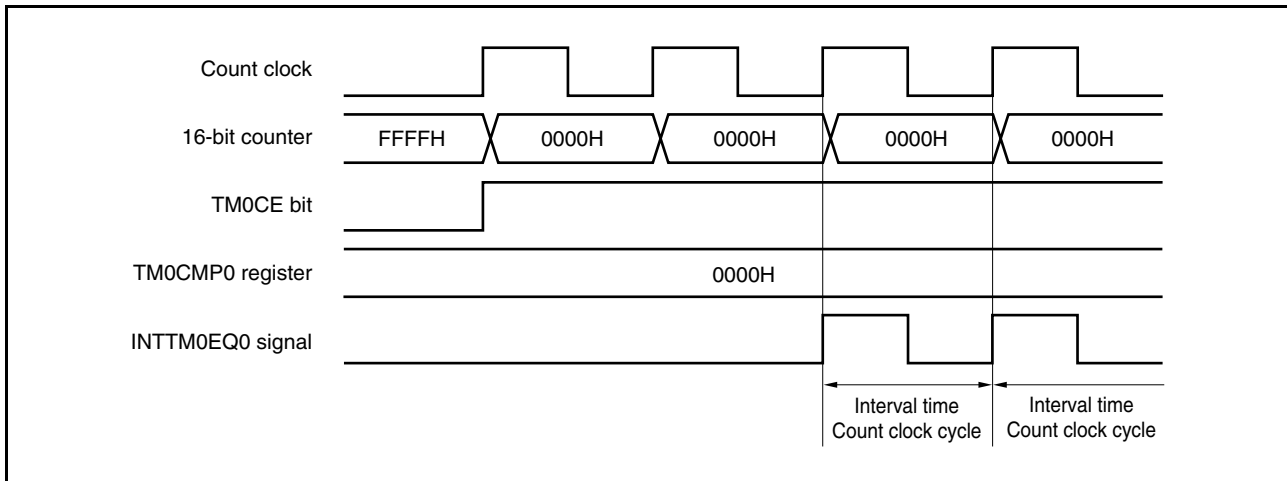 Count clock
16-bit counter FFFFH 0000H 0000H 0000H 0000H
TM0CE bit
TM0CMP0 register 0000H
INTTM0EQ0 signal
Interval time Interval time
Count clock cycle Count clock cycle